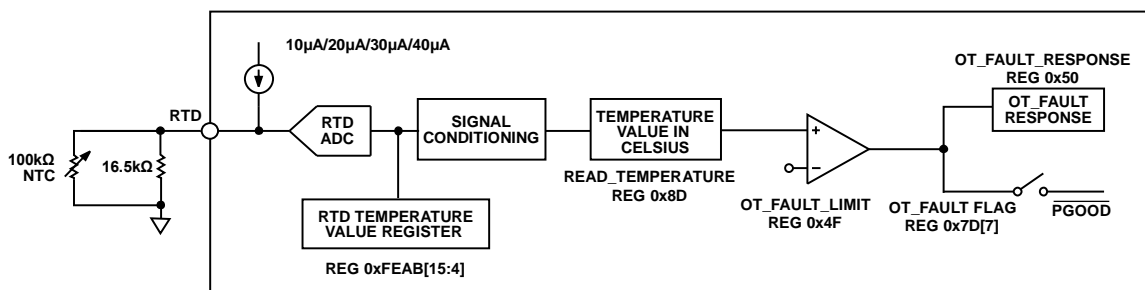 10µA/20µA/30µA/40µA
RTD
100kΩ
NTC
16.5kΩ
RTD
ADC
SIGNAL
CONDITIONING
TEMPERATURE
VALUE IN
CELSIUS
READ_TEMPERATURE
REG 0x8D
RTD TEMPERATURE
VALUE REGISTER
REG 0xFEAB[15:4]
+
–
OT_FAULT_LIMIT
REG 0x4F
OT_FAULT_RESPONSE
REG 0x50
OT_FAULT
RESPONSE
OT_FAULT FLAG
REG 0x7D[7]
PGOOD